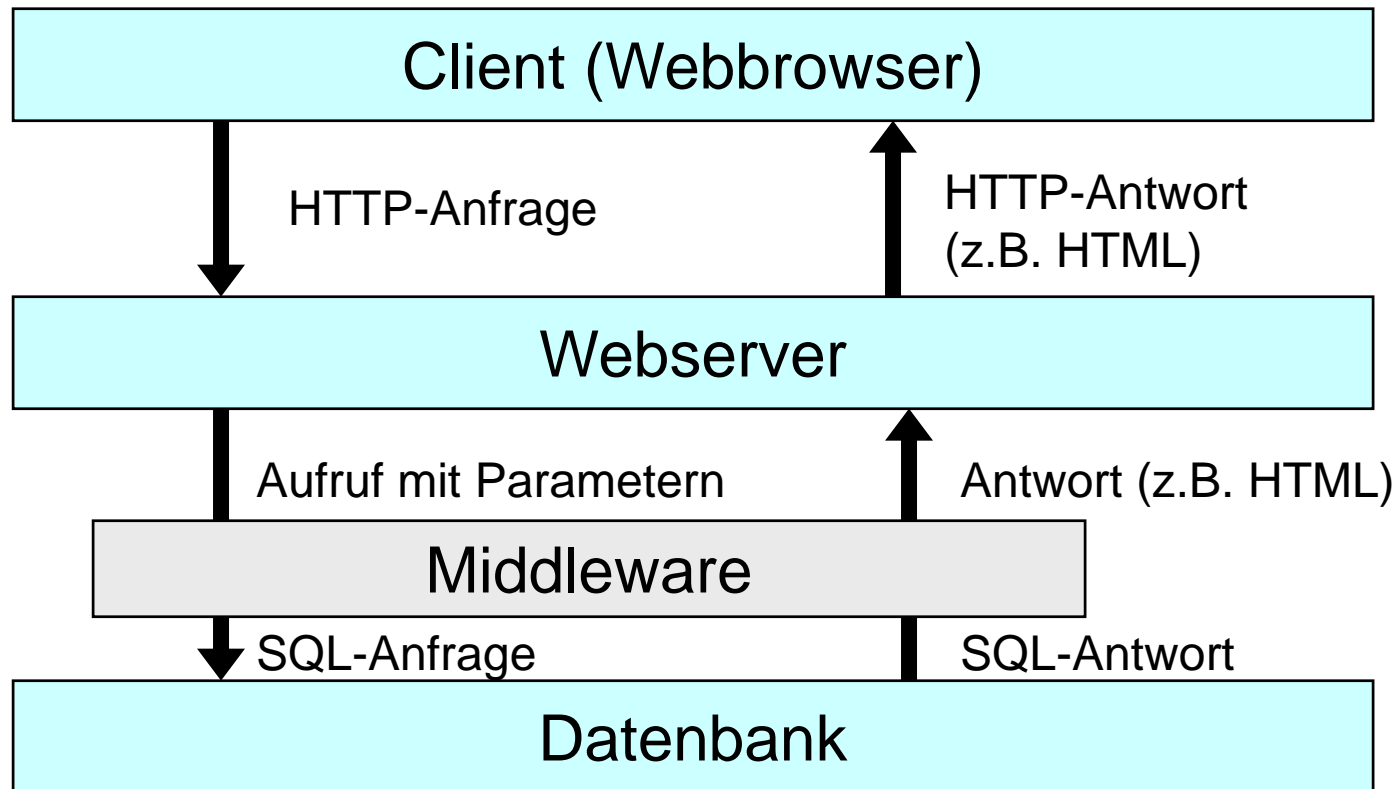 Client (Webbrowser)
HTTP-Anfrage
HTTP-Antwort
(z.B. HTML)
Webserver
Aufruf mit Parametern
Antwort (z.B. HTML)
Middleware
SQL-Anfrage
SQL-Antwort
Datenbank